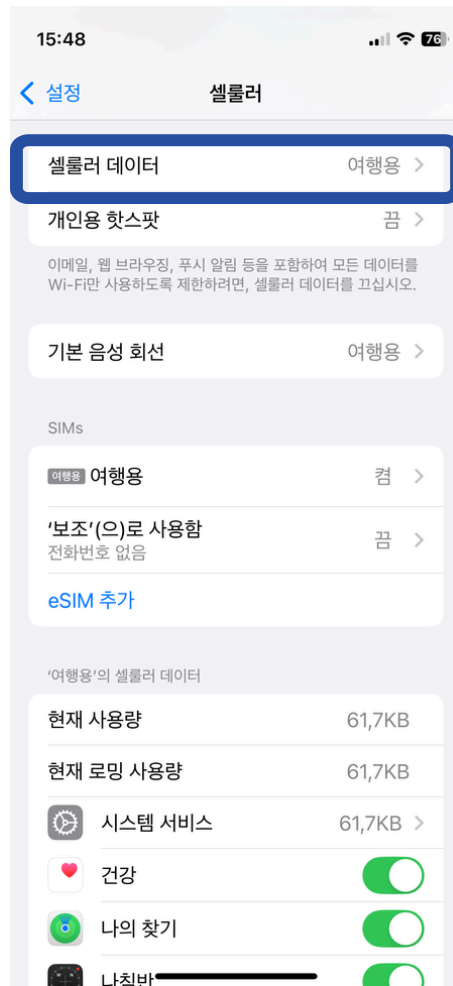 15:48
76
설정
셀룰러
셀룰러 데이터 여행용
개인용 핫스팟 끔
이메일, 웹 브라우징, 푸시 알림 등을 포함하여 모든 데이터를
Wi-Fi만 사용하도록 제한하려면, 셀룰러 데이터를 끄십시오.
기본 음성 회선 여행용
SIMs
여행용 여행용 켬
‘보조’(으)로 사용함 끔
전화번호 없음
eSIM 추가
‘여행용’의 셀룰러 데이터
현재 사용량 61,7KB
현재 로밍 사용량 61,7KB
시스템 서비스 61,7KB
건강
나의 찾기
나침반